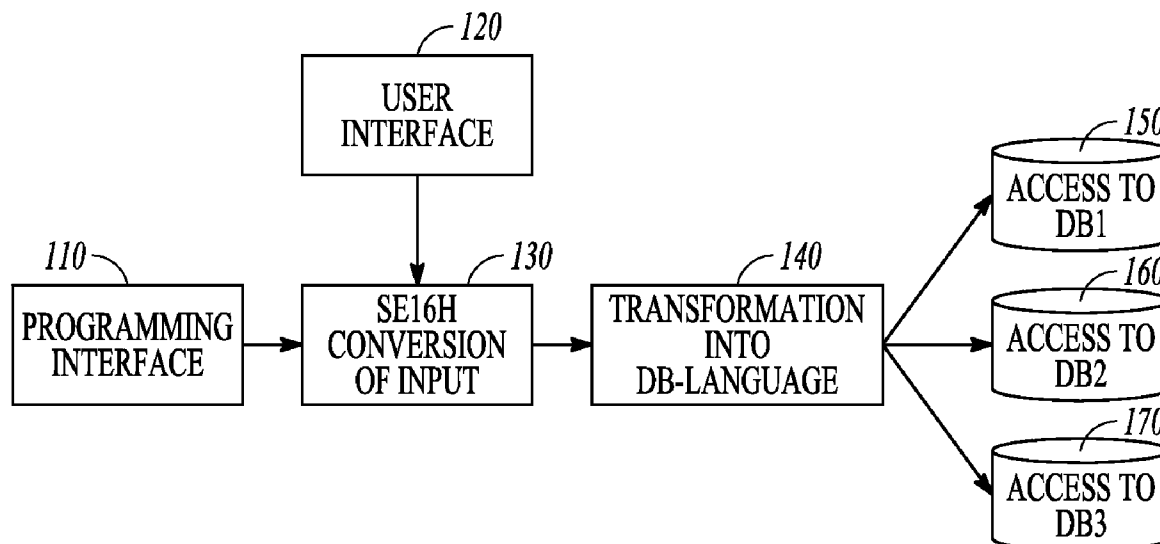 120
USER
INTERFACE
110
PROGRAMMING
INTERFACE
130
SE16H
CONVERSION
OF INPUT
140
TRANSFORMATION
INTO
DB-LANGUAGE
150
ACCESS TO
DB1
160
ACCESS TO
DB2
170
ACCESS TO
DB3